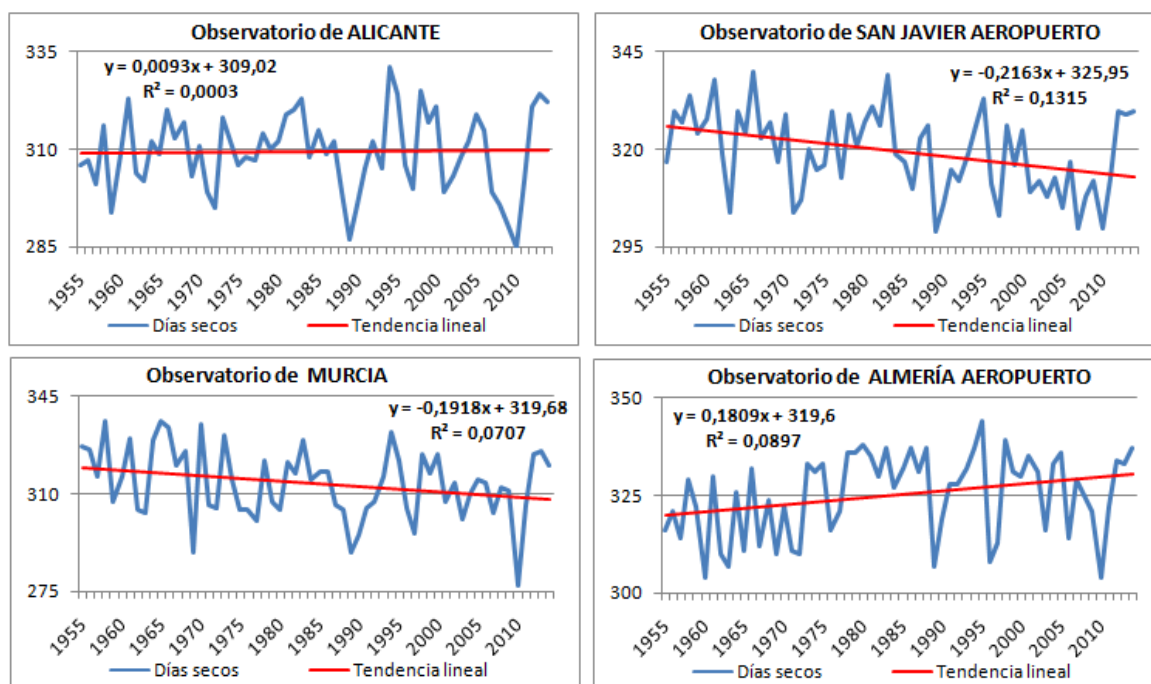 Observatorio de ALICANTE
335
y = 0,0093x + 309,02
R² = 0,0003
310
285
1955 1960 1965 1970 1975 1980 1985 1990 1995 2000 2005 2010
Días secos Tendencia lineal
Observatorio de SAN JAVIER AEROPUERTO
345
y = -0,2163x + 325,95
R² = 0,1315
320
295
1955 1960 1965 1970 1975 1980 1985 1990 1995 2000 2005 2010
Días secos Tendencia lineal
Observatorio de MURCIA
345
y = -0,1918x + 319,68
R² = 0,0707
310
275
1955 1960 1965 1970 1975 1980 1985 1990 1995 2000 2005 2010
Días secos Tendencia lineal
Observatorio de ALMERÍA AEROPUERTO
350
y = 0,1809x + 319,6
R² = 0,0897
325
300
1955 1960 1965 1970 1975 1980 1985 1990 1995 2000 2005 2010
Días secos Tendencia lineal